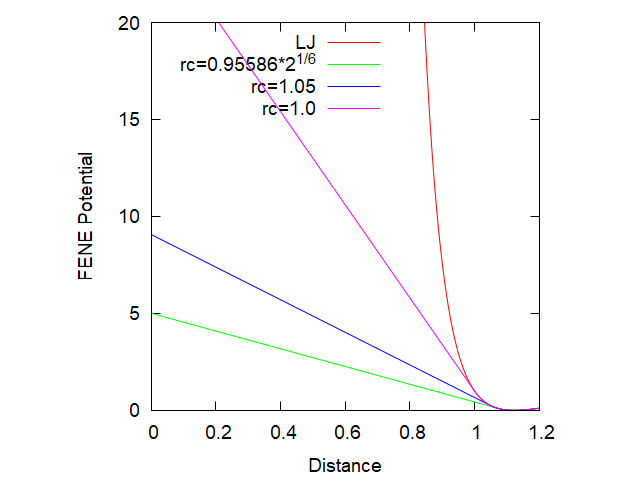 20
15
10
5
0
FENE Potential
LJ
rc=0.95586*2^1/6
rc=1.05
rc=1.0
0 0.2 0.4 0.6 0.8 1 1.2
Distance